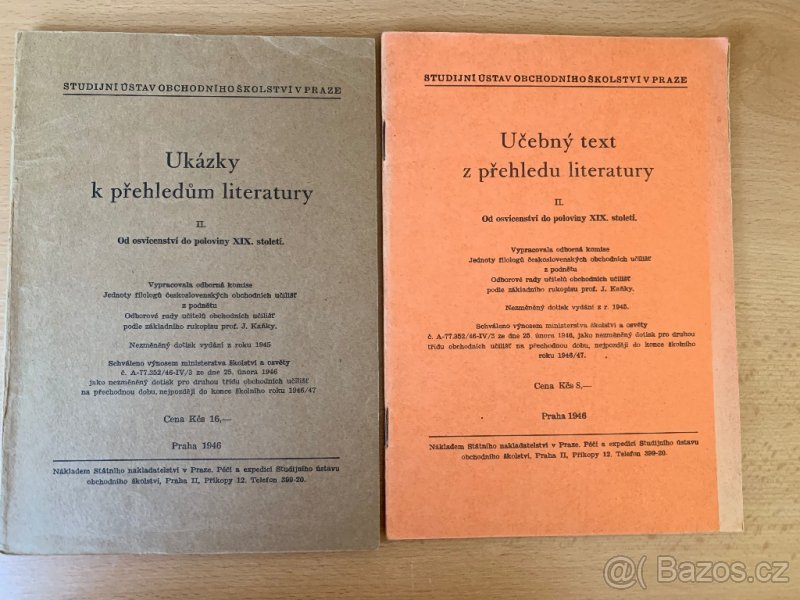 STUDIJNÍ ÚSTAV OBCHODNÍHO ŠKOLSTVÍ V PRAZE
Ukázky
k přehledům literatury
II.
Od osvicenství do poloviny XIX. století.
Vypracovala odborná komise
Jednoty filologů československých obchodních učilišť
z podnětu
Odborové rady učitelů obchodních učilišť
podle základního rukopisu prof. J. Kaňky.
Nezměněný dotisk vydání z roku 1945
Schváleno výnosem ministerstva školství a osvěty
č. A-77.352/46-IV/3 ze dne 25. února 1946
jako nezměněný dotisk pro druhou třídu obchodních učilišť
na přechodnou dobu, nejpozději do konce školního roku 1946/47
Cena Kčs 16,—
Praha 1946
Nákladem Státního nakladatelství v Praze. Péčí a expedicí Studijního ústavu
obchodního školství, Praha II, Příkopy 12. Telefon 399-20.
STUDIJNÍ ÚSTAV OBCHODNÍHO ŠKOLSTVÍ V PRAZE
Učebný text
z přehledu literatury
II.
Od osvicenství do poloviny XIX. století.
Vypracovala odborná komise
Jednoty filologů československých obchodních učilišť
z podnětu
Odborové rady učitelů obchodních učilišť
podle základního rukopisu prof. J. Kaňky.
Nezměněný dotisk vydání z r. 1945.
Schváleno výnosem ministerstva školství a osvěty
č. A-77.352/46-IV/3 ze dne 25. února 1946, jako nezměněný dotisk pro druhou
třídu obchodních učilišť na přechodnou dobu, nejpozději do konce školního
roku 1946/47.
Cena Kčs 8,—
Praha 1946
Nákladem Státního nakladatelství v Praze. Péčí a expedicí Studijního ústavu
obchodního školství, Praha II, Příkopy 12. Telefon 399-20.
@ Bazos.cz